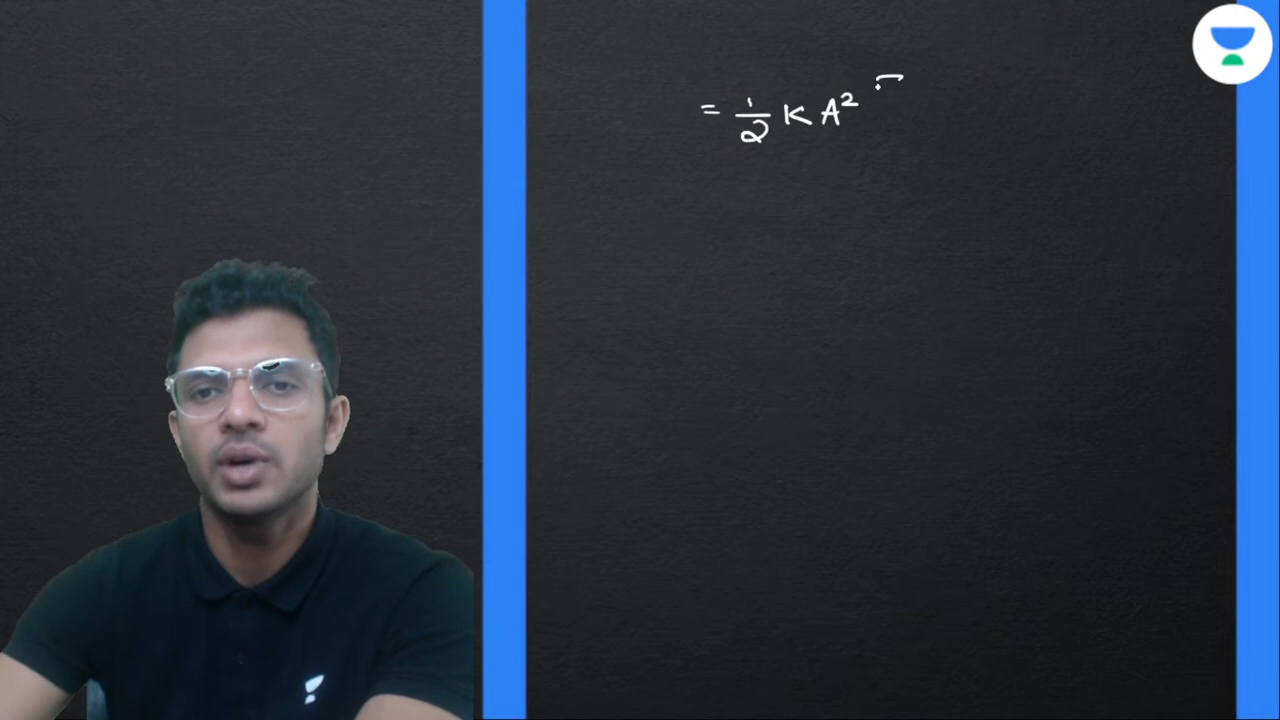 = 1/2 K A²